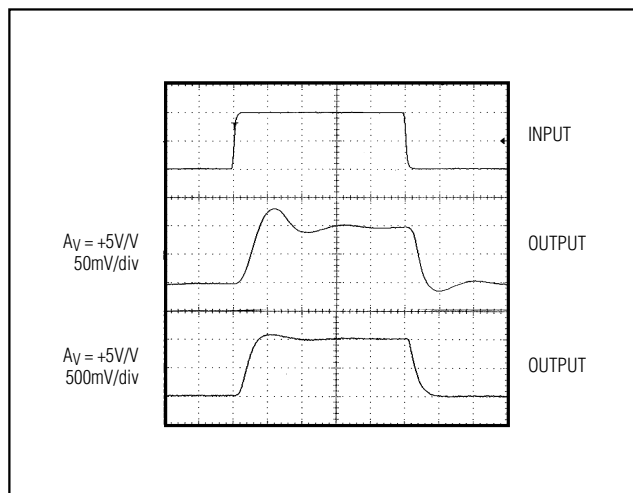 INPUT
AV = +5V/V
50mV/div
OUTPUT
AV = +5V/V
500mV/div
OUTPUT